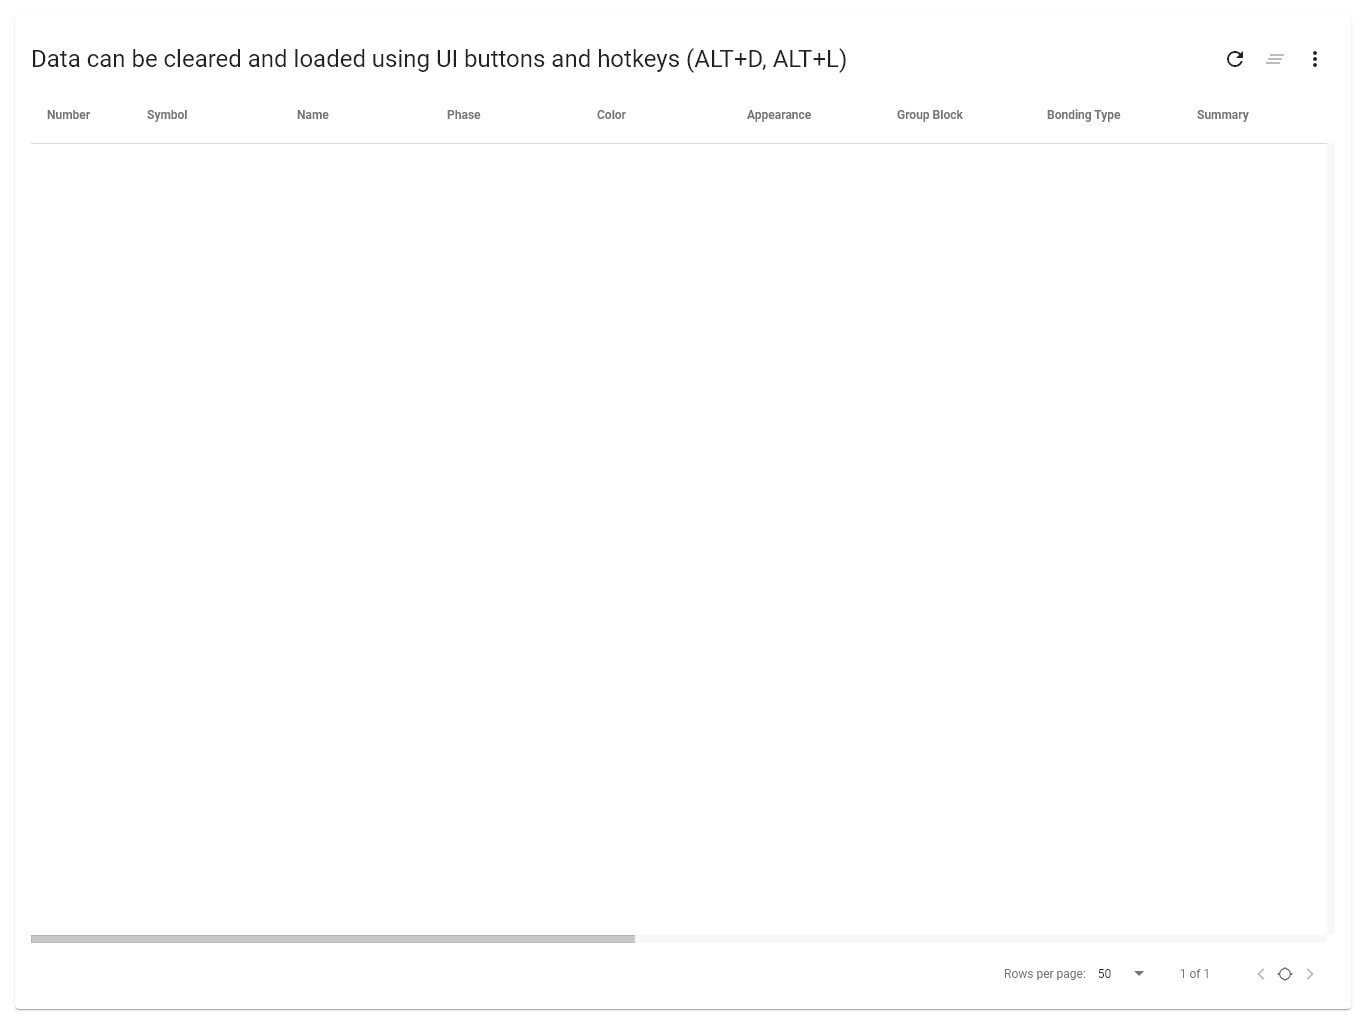 Data can be cleared and loaded using UI buttons and hotkeys (ALT+D, ALT+L)
Number Symbol Name Phase Color Appearance Group Block Bonding Type Summary
Rows per page: 50 1 of 1